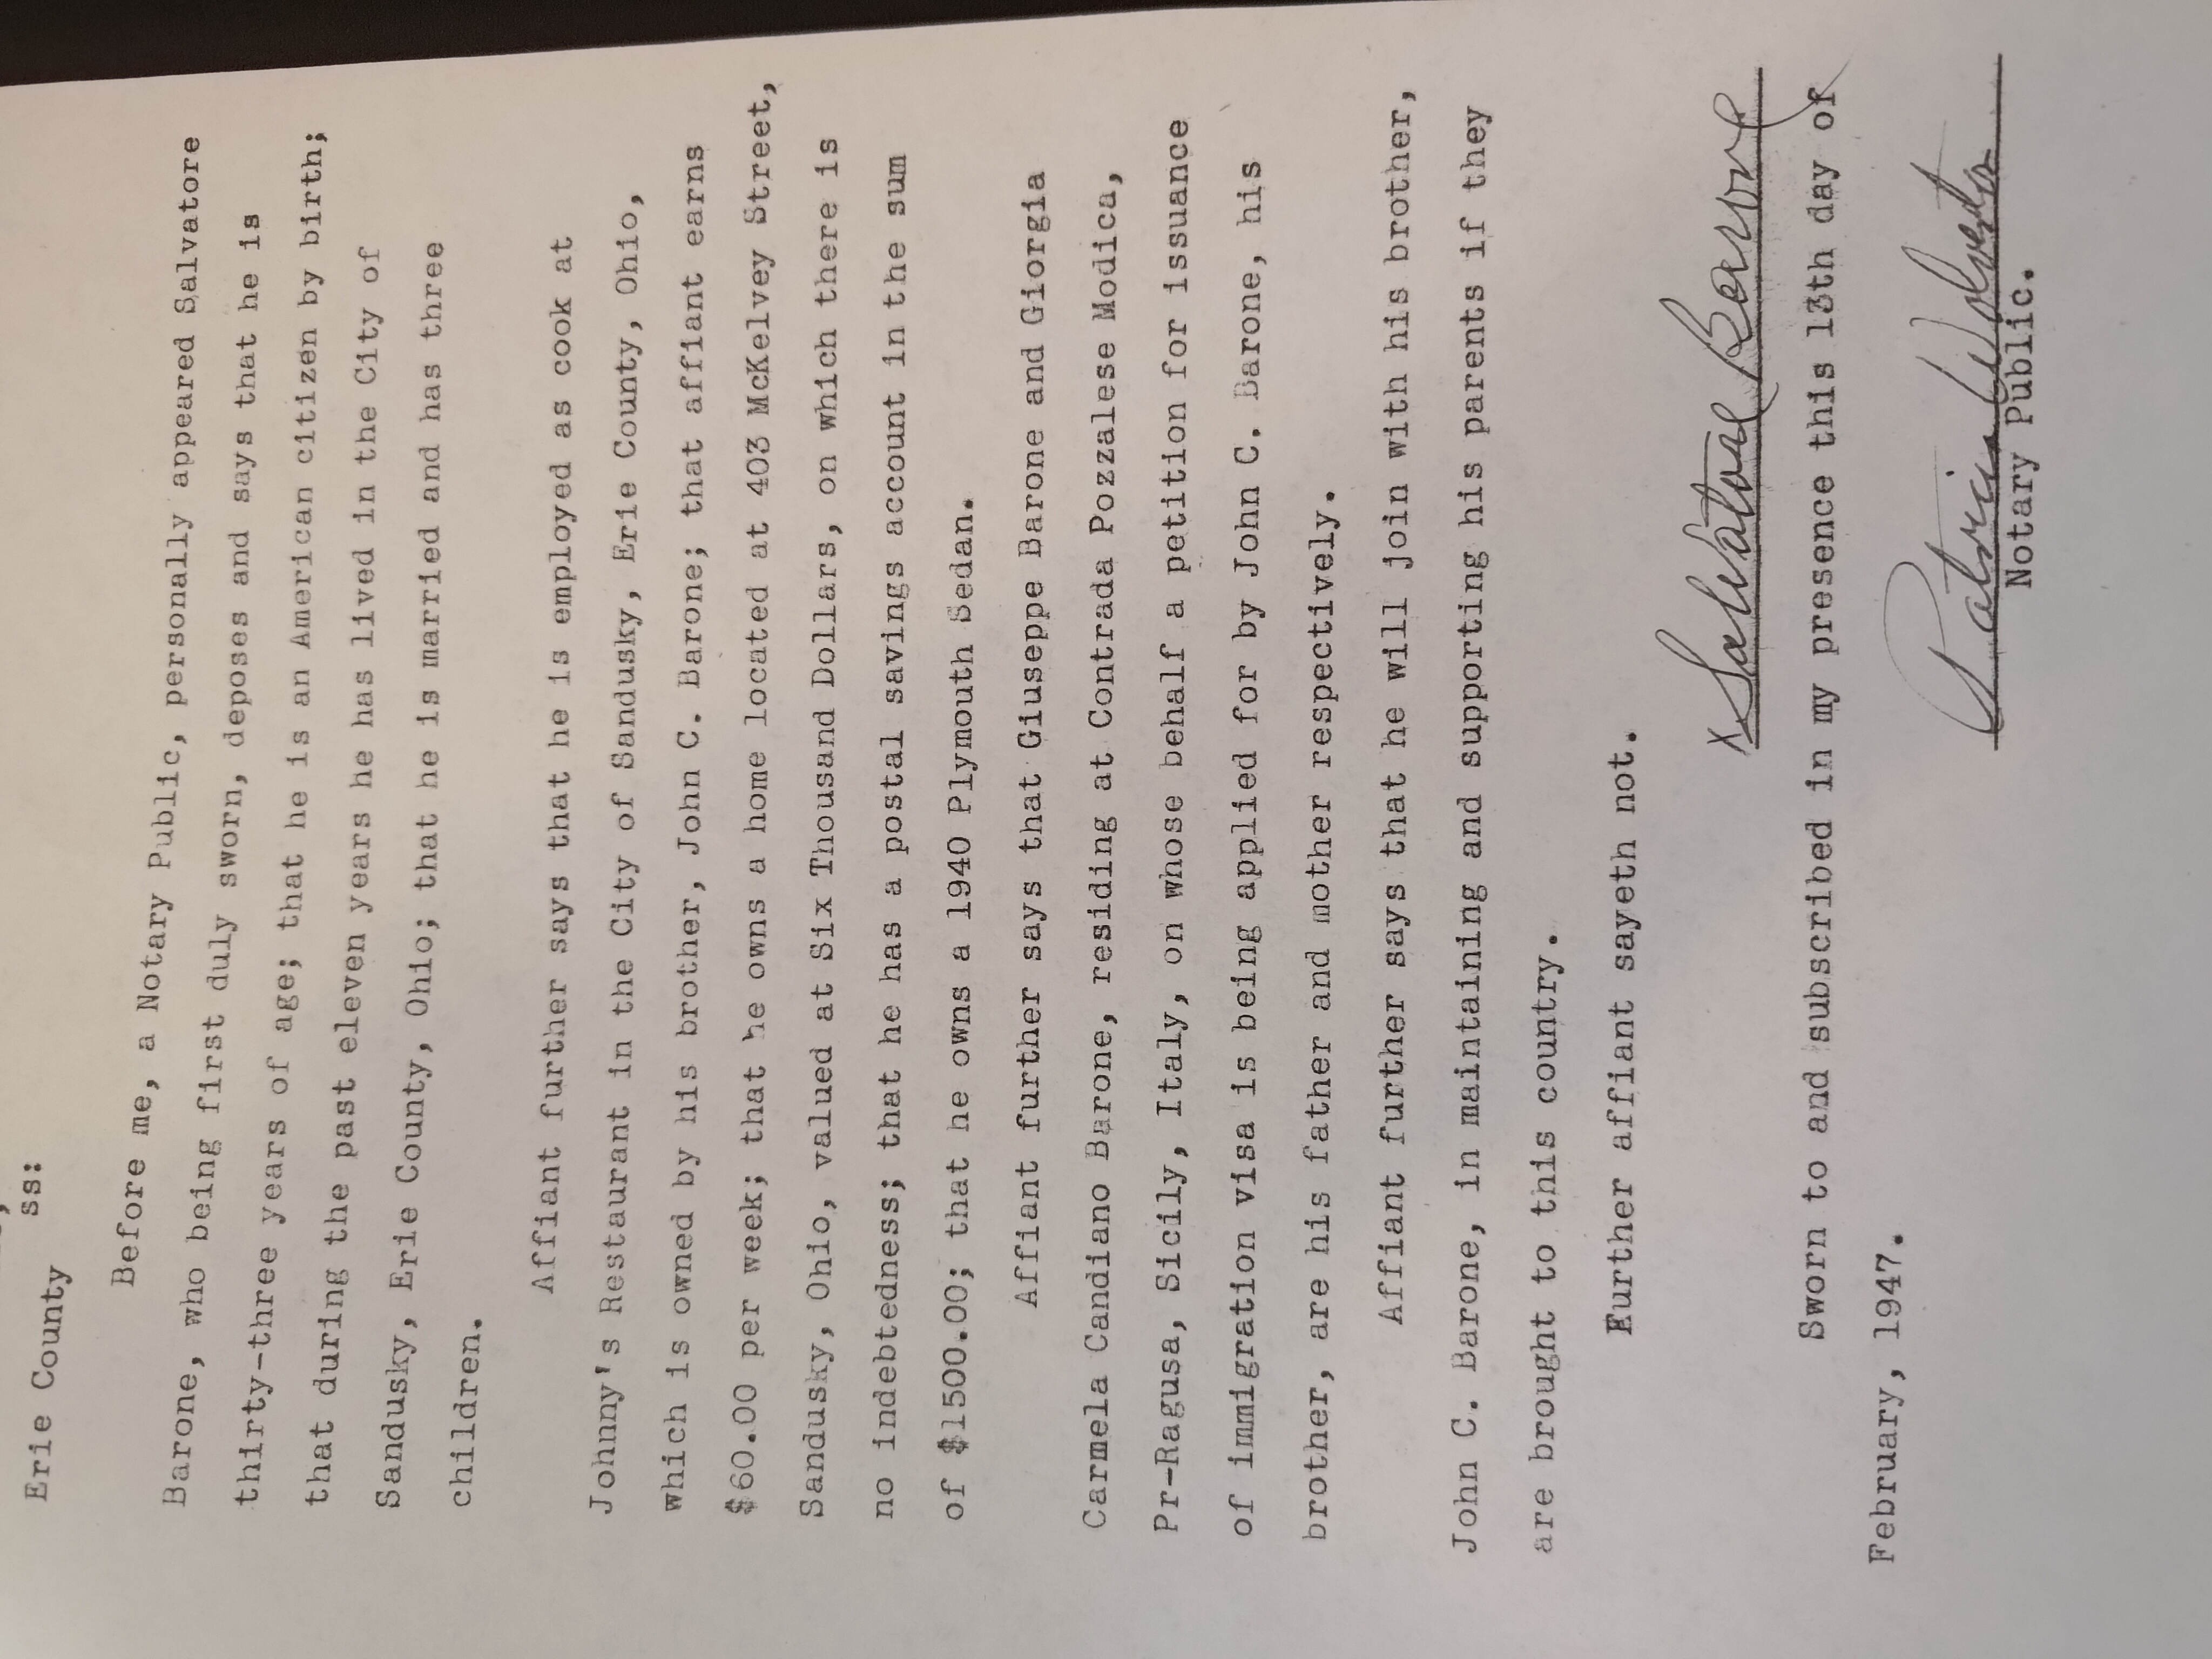 ss:
Erie County
Before me, a Notary Public, personally appeared Salvatore
Barone, who being first duly sworn, deposes and says that he is
thirty-three years of age; that he is an American citizen by birth;
that during the past eleven years he has lived in the City of
Sandusky, Erie County, Ohio; that he is married and has three
children.
Affiant further says that he is employed as cook at
Johnny's Restaurant in the City of Sandusky, Erie County, Ohio,
which is owned by his brother, John C. Barone; that affiant earns
$60.00 per week; that he owns a home located at 403 McKelvey Street,
Sandusky, Ohio, valued at Six Thousand Dollars, on which there is
no indebtedness; that he has a postal savings account in the sum
of $1500.00; that he owns a 1940 Plymouth Sedan.
Affiant further says that Giuseppe Barone and Giorgia
Carmela Candiano Barone, residing at Contrada Pozzalese Modica,
Pr-Ragusa, Sicily, Italy, on whose behalf a petition for issuance
of immigration visa is being applied for by John C. Barone, his
brother, are his father and mother respectively.
Affiant further says that he will join with his brother,
John C. Barone, in maintaining and supporting his parents if they
are brought to this country.
Further affiant sayeth not.
x Salvatore Barone
Sworn to and subscribed in my presence this 13th day of
February, 1947.
Patricia Wolverton
Notary Public.